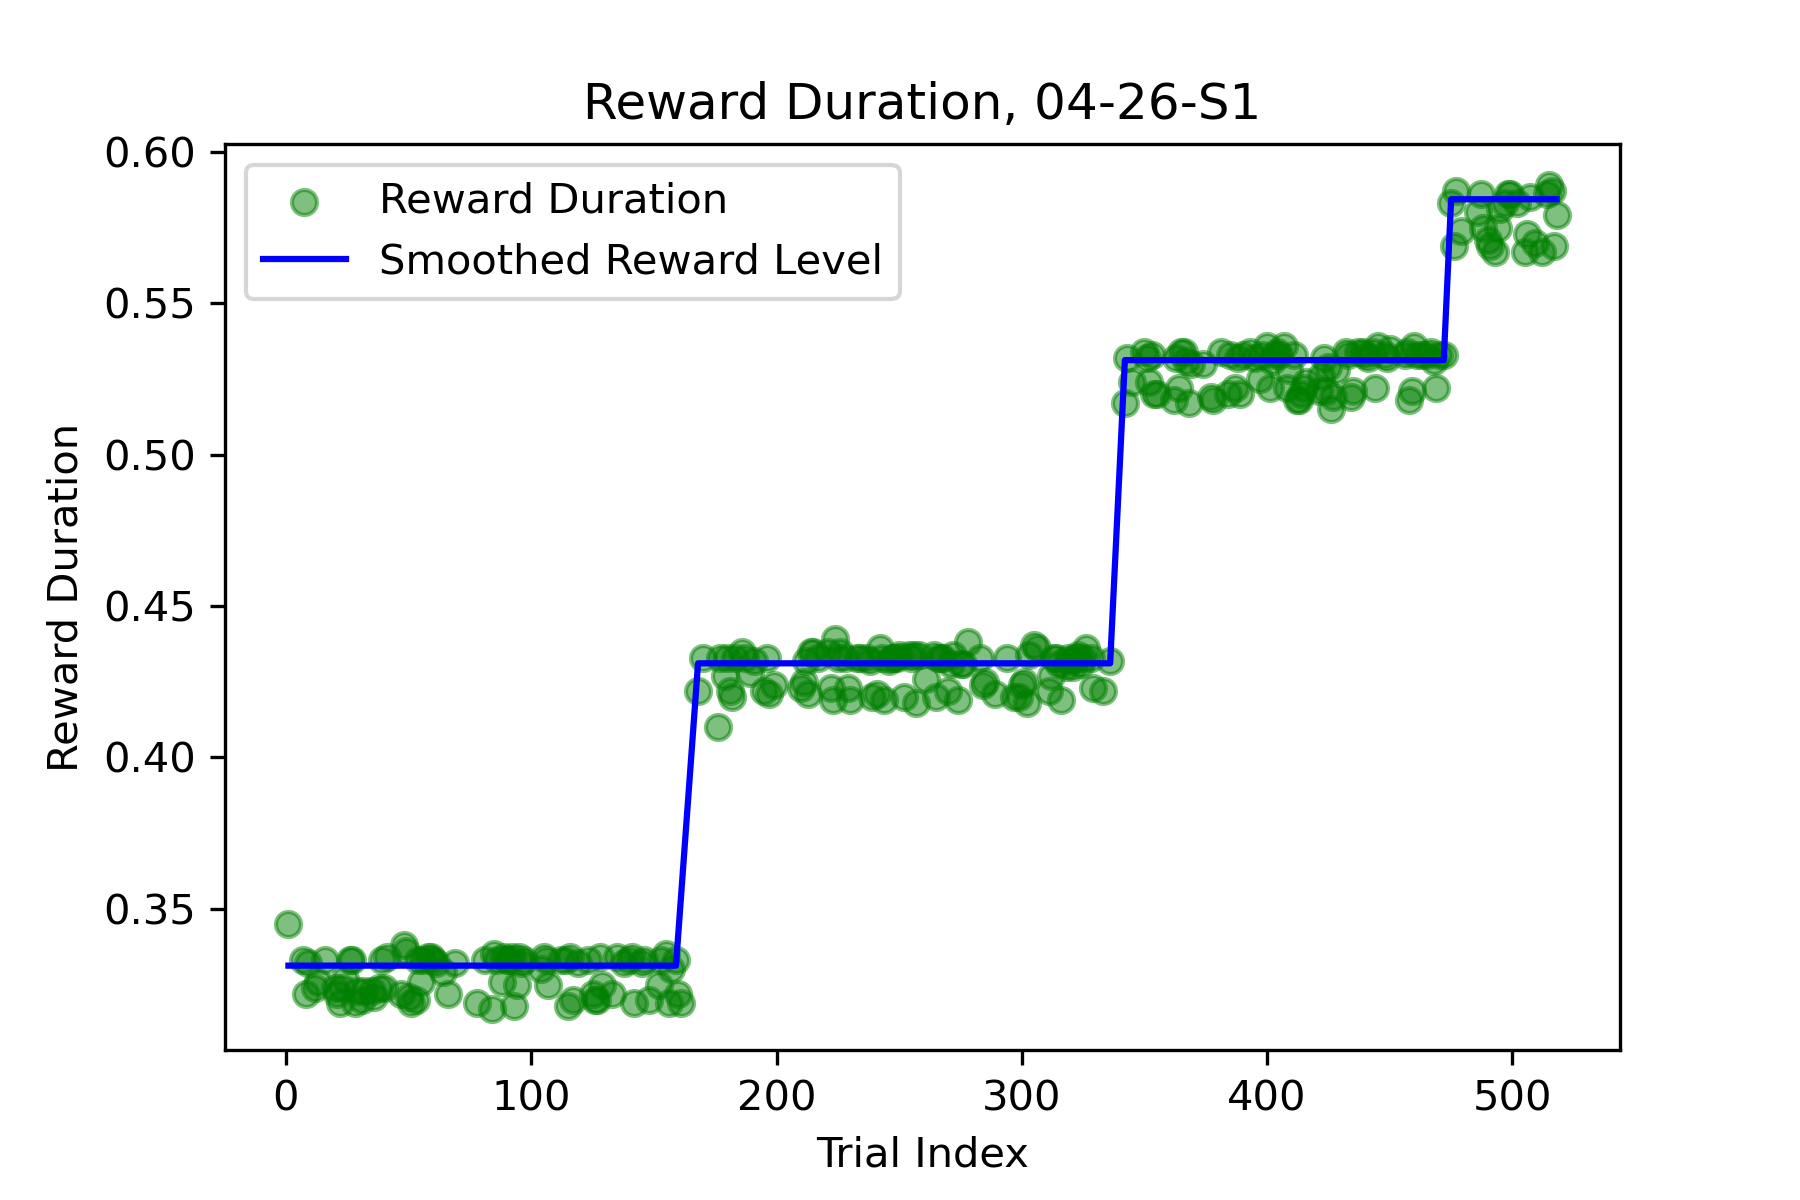 Reward Duration, 04-26-S1
Reward Duration
Smoothed Reward Level
Reward Duration
0.60
0.55
0.50
0.45
0.40
0.35
0 100 200 300 400 500
Trial Index